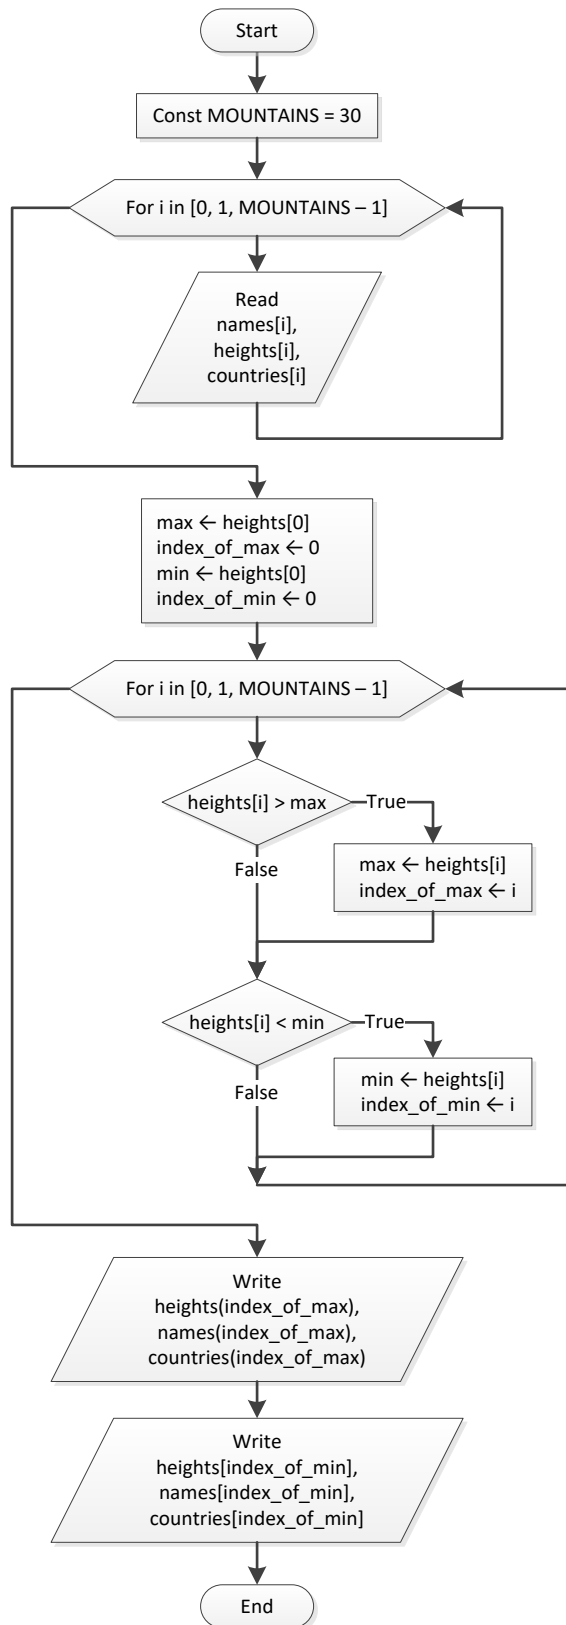 Start
Const MOUNTAINS = 30
For i in [0, 1, MOUNTAINS – 1]
Read
names[i],
heights[i],
countries[i]
max ← heights[0]
index_of_max ← 0
min ← heights[0]
index_of_min ← 0
For i in [0, 1, MOUNTAINS – 1]
heights[i] > max
True
False
max ← heights[i]
index_of_max ← i
heights[i] < min
True
False
min ← heights[i]
index_of_min ← i
Write
heights(index_of_max),
names(index_of_max),
countries(index_of_max)
Write
heights[index_of_min],
names[index_of_min],
countries[index_of_min]
End